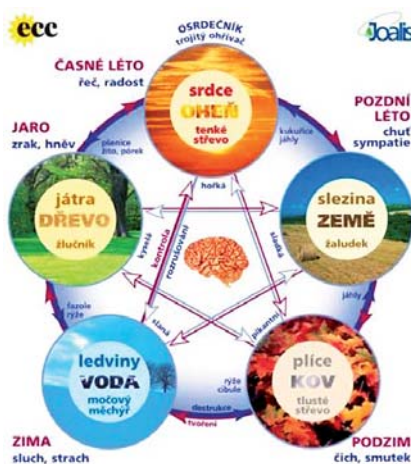 ecc
OSRDEČNÍK
trojitý ohřívač
Joalis
ČASNÉ LÉTO
řeč, radost
srdce
OHEŇ
tenké
střevo
POZDNÍ
LÉTO
chuť
sympatie
JARO
zrak, hněv
pšenice
žito, pórek
kukuřice
jáhly
hořká
játra
DŘEVO
žlučník
slezina
ZEMĚ
žaludek
kyselá
kontrola
rozrušování
sladká
fazole
rýže
slaná
pikantní
jáhly
ledviny
VODA
močový
měchýř
rýže
cibule
plíce
KOV
tlusté
střevo
destrukce
tvoření
ZIMA
sluch, strach
PODZIM
čich, smutek